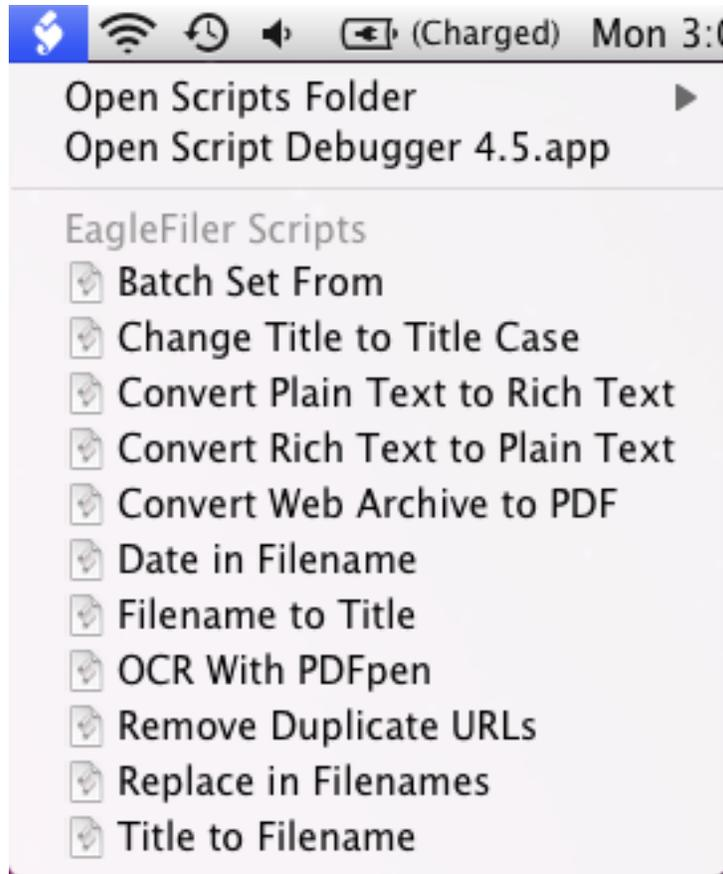 (Charged) Mon 3:0
Open Scripts Folder
Open Script Debugger 4.5.app
EagleFiler Scripts
Batch Set From
Change Title to Title Case
Convert Plain Text to Rich Text
Convert Rich Text to Plain Text
Convert Web Archive to PDF
Date in Filename
Filename to Title
OCR With PDFpen
Remove Duplicate URLs
Replace in Filenames
Title to Filename